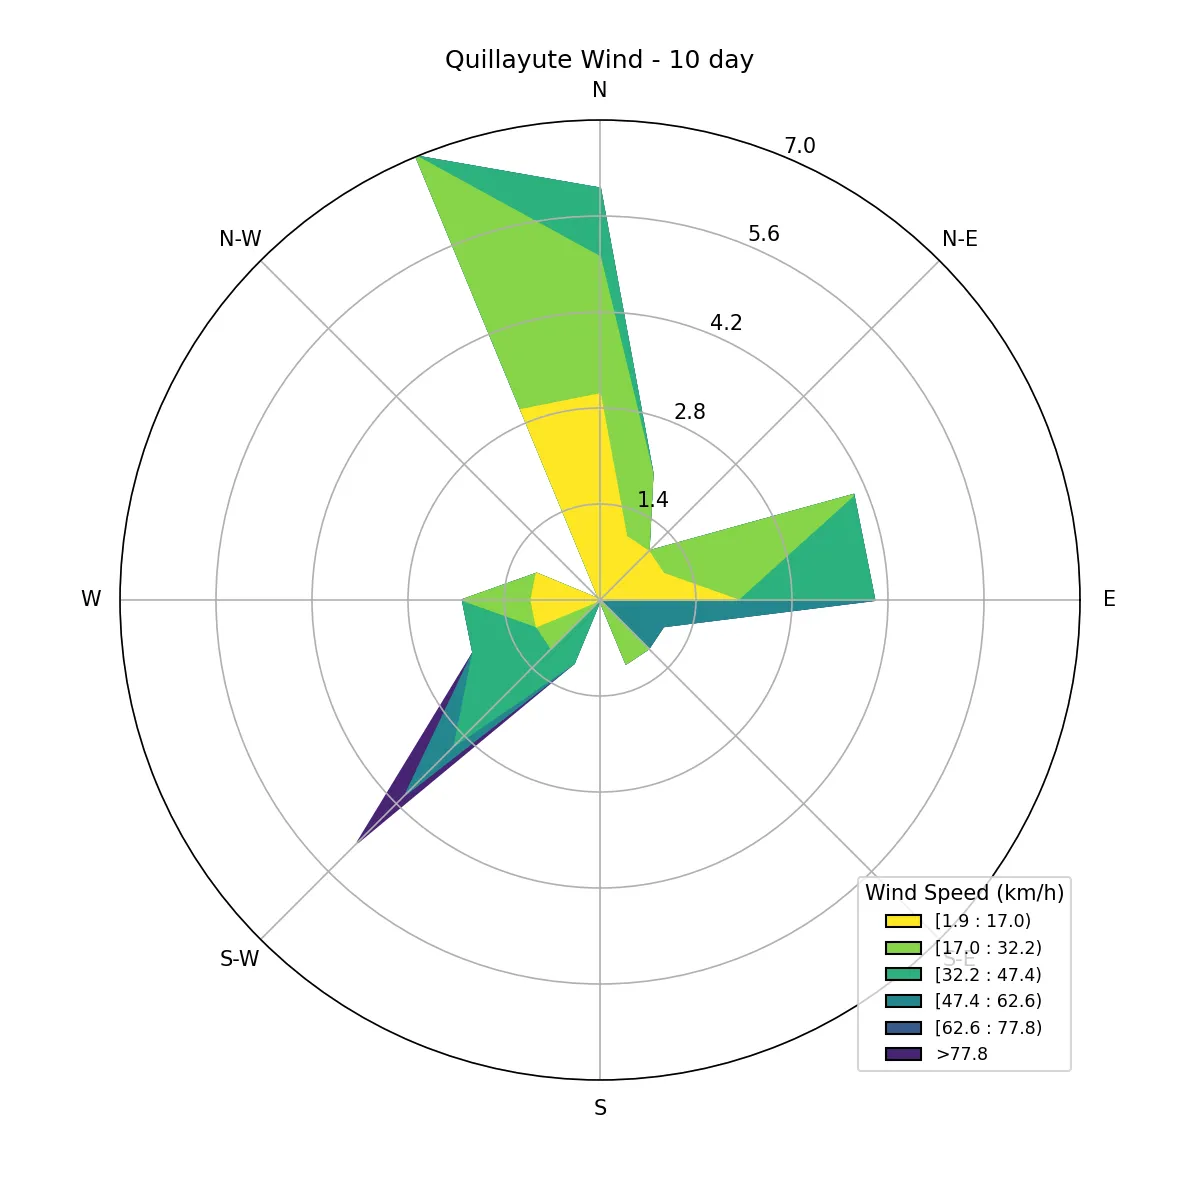 Quillayute Wind - 10 day
N
7.0
N-W
5.6
N-E
4.2
2.8
1.4
W
E
Wind Speed (km/h)
[1.9 : 17.0)
[17.0 : 32.2)
S-W
S-E
[32.2 : 47.4)
[47.4 : 62.6)
[62.6 : 77.8)
>77.8
S